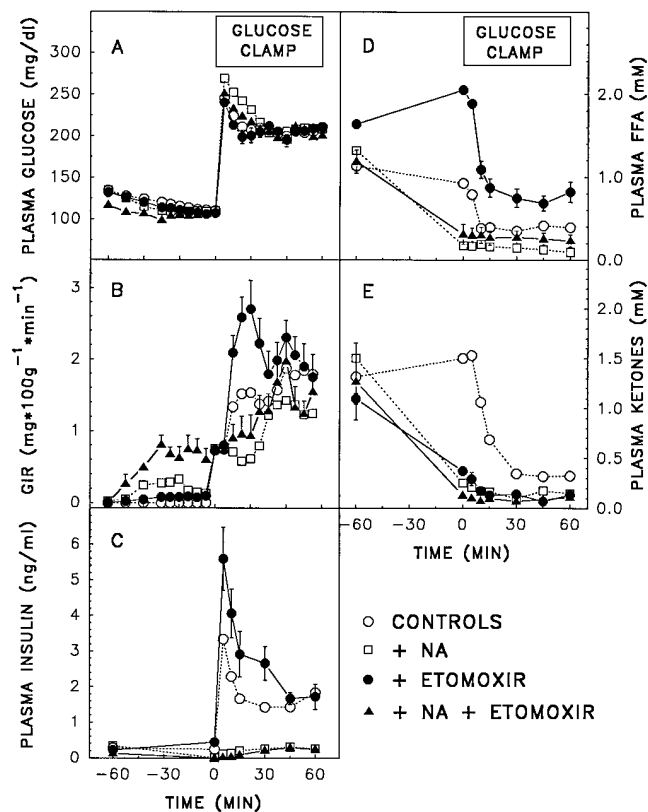 GLUCOSE
CLAMP
GLUCOSE
CLAMP
A
PLASMA GLUCOSE (mg/dl)
300
250
200
150
100
D
PLASMA FFA (mM)
2.0
1.0
0.0
B
GIR (mg*100g⁻¹*min⁻¹)
3
2
1
0
E
PLASMA KETONES (mM)
2.0
1.5
1.0
0.5
0.0
-60 -30 0 30 60
TIME (MIN)
C
PLASMA INSULIN (ng/ml)
6
5
4
3
2
1
0
-60 -30 0 30 60
TIME (MIN)
CONTROLS
+ NA
+ ETOMOXIR
+ NA + ETOMOXIR